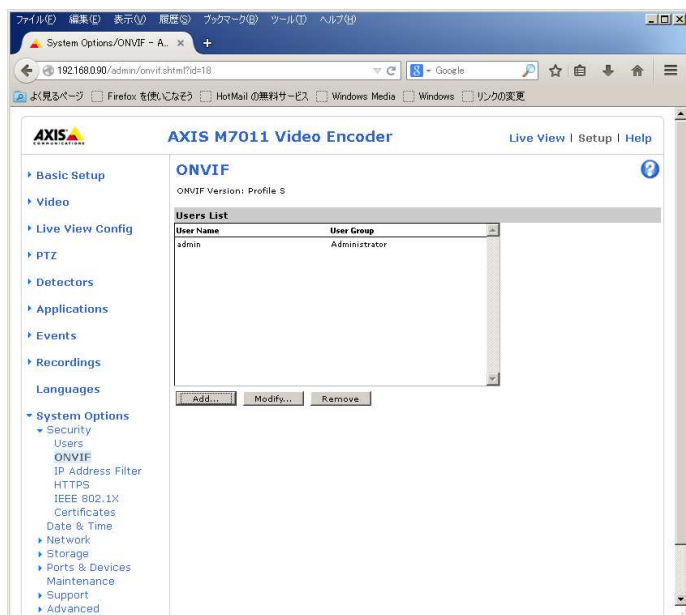 ファイル(F) 編集(E) 表示(V) 履歴(S) ブックマーク(B) ツール(T) ヘルプ(H)
System Options/ONVIF - A... × +
192.168.0.90/admin/onvif.shtml?id=18
8 - Google
よく見るページ Firefox を使いこなそう HotMail の無料サービス Windows Media Windows リンクの変更
AXIS COMMUNICATIONS
AXIS M7011 Video Encoder
Live View | Setup | Help
Basic Setup
Video
Live View Config
PTZ
Detectors
Applications
Events
Recordings
Languages
System Options
Security
Users
ONVIF
IP Address Filter
HTTPS
IEEE 802.1X
Certificates
Date & Time
Network
Storage
Ports & Devices
Maintenance
Support
Advanced
ONVIF
?
ONVIF Version: Profile S
Users List
User Name User Group
admin Administrator
Add... Modify... Remove